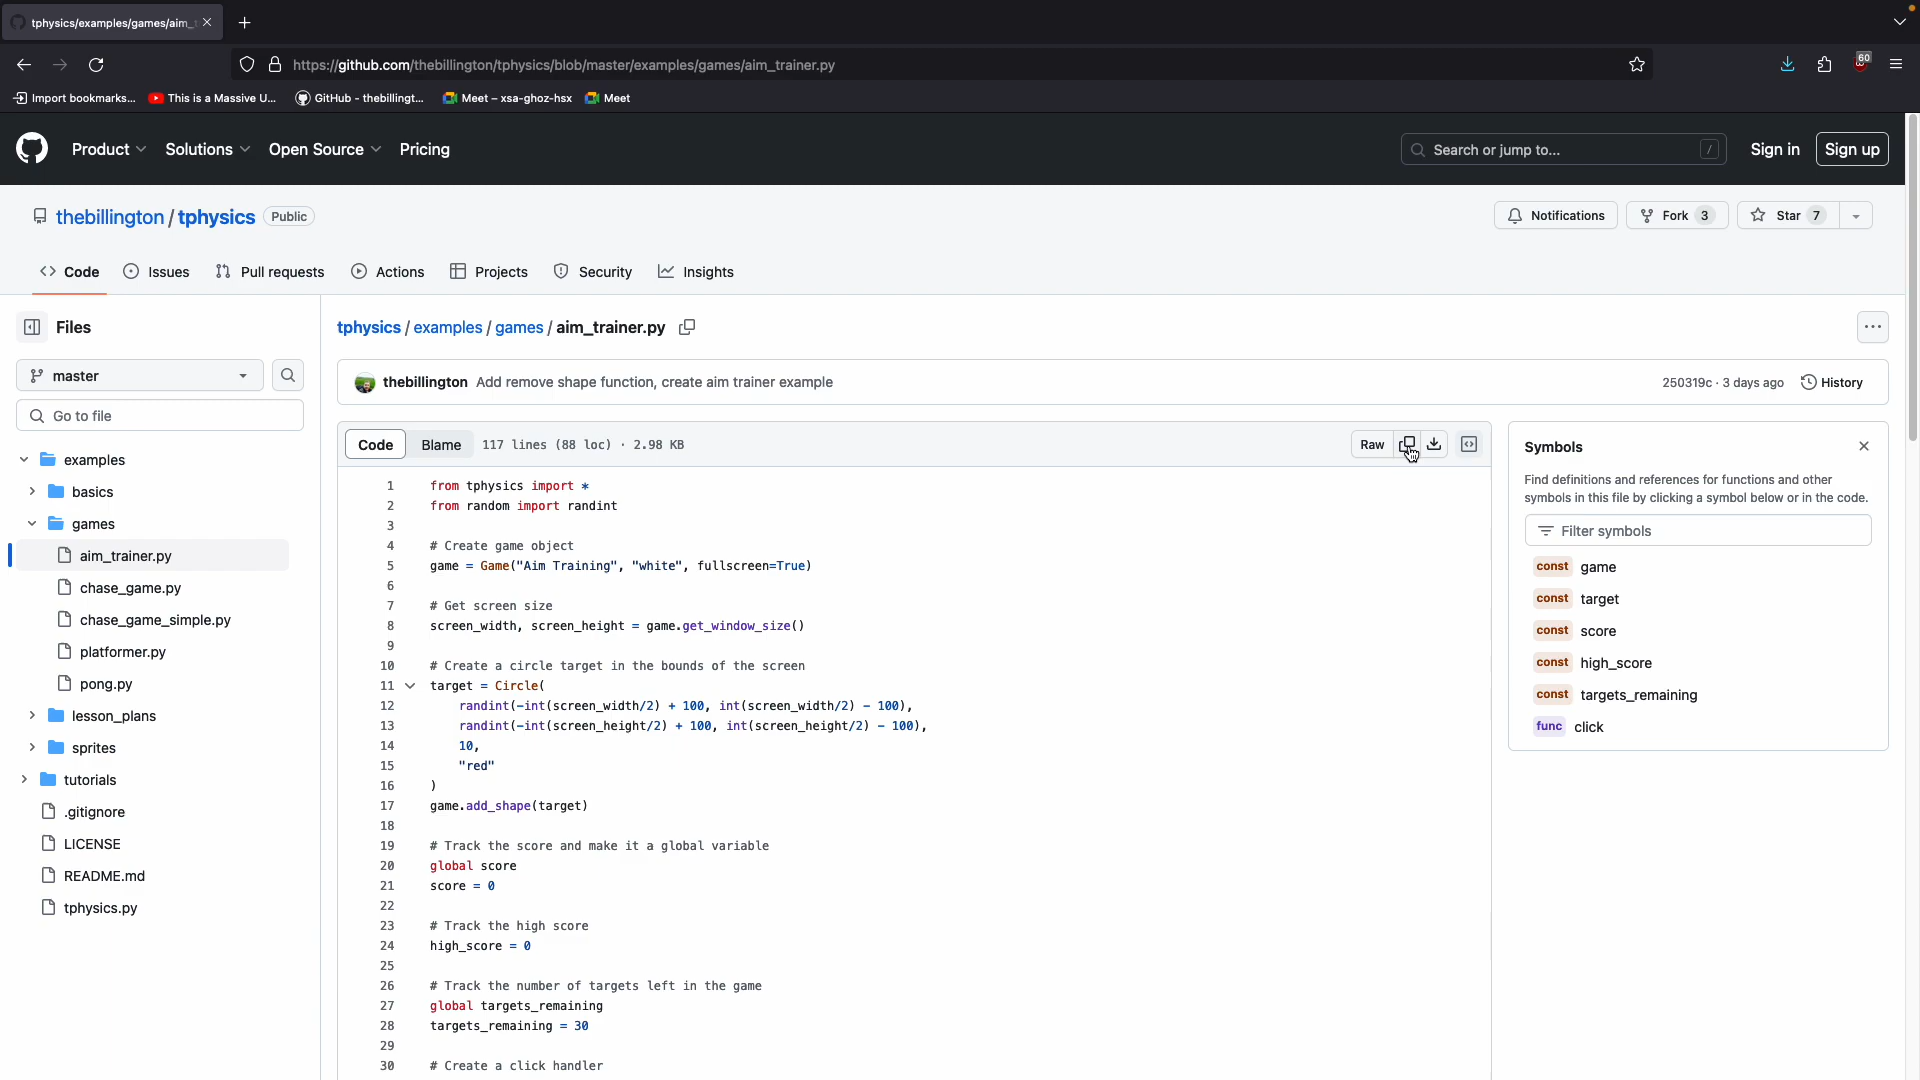 tphysics/examples/games/aim_
https://github.com/thebillington/tphysics/blob/master/examples/games/aim_trainer.py
60
Import bookmarks...
This is a Massive U...
GitHub - thebillingt...
Meet – xsa-ghoz-hsx
Meet
Product
Solutions
Open Source
Pricing
Search or jump to...
/
Sign in
Sign up
thebillington / tphysics
Public
Notifications
Fork 3
Star 7
Code
Issues
Pull requests
Actions
Projects
Security
Insights
Files
tphysics / examples / games / aim_trainer.py
master
thebillington Add remove shape function, create aim trainer example
250319c · 3 days ago
History
Go to file
examples
basics
games
aim_trainer.py
chase_game.py
chase_game_simple.py
platformer.py
pong.py
lesson_plans
sprites
tutorials
.gitignore
LICENSE
README.md
tphysics.py
Code
Blame
117 lines (88 loc) · 2.98 KB
Raw
1 from tphysics import *
2 from random import randint
3
4 # Create game object
5 game = Game("Aim Training", "white", fullscreen=True)
6
7 # Get screen size
8 screen_width, screen_height = game.get_window_size()
9
10 # Create a circle target in the bounds of the screen
11 target = Circle(
12 randint(-int(screen_width/2) + 100, int(screen_width/2) - 100),
13 randint(-int(screen_height/2) + 100, int(screen_height/2) - 100),
14 10,
15 "red"
16 )
17 game.add_shape(target)
18
19 # Track the score and make it a global variable
20 global score
21 score = 0
22
23 # Track the high score
24 high_score = 0
25
26 # Track the number of targets left in the game
27 global targets_remaining
28 targets_remaining = 30
29
30 # Create a click handler
Symbols
Find definitions and references for functions and other
symbols in this file by clicking a symbol below or in the code.
Filter symbols
const game
const target
const score
const high_score
const targets_remaining
func click